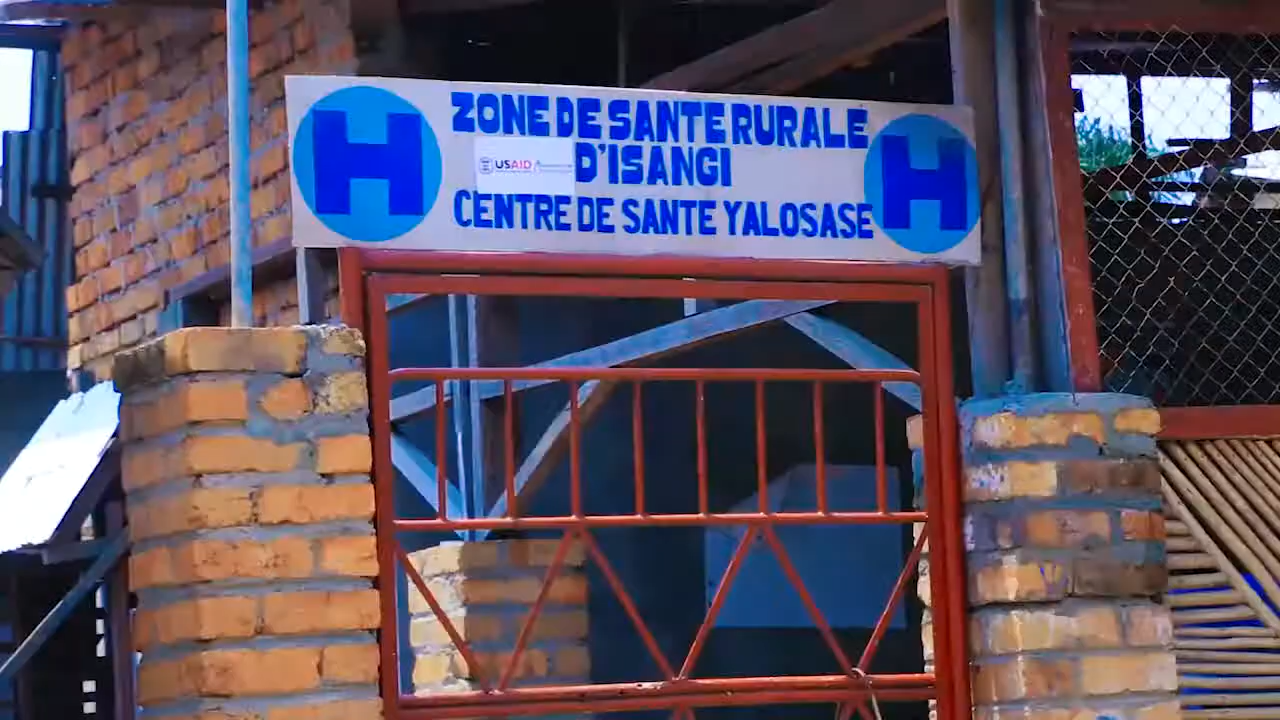 H
ZONE DE SANTE RURALE
D'ISANGI
USAID
CENTRE DE SANTE YALOSASE
H